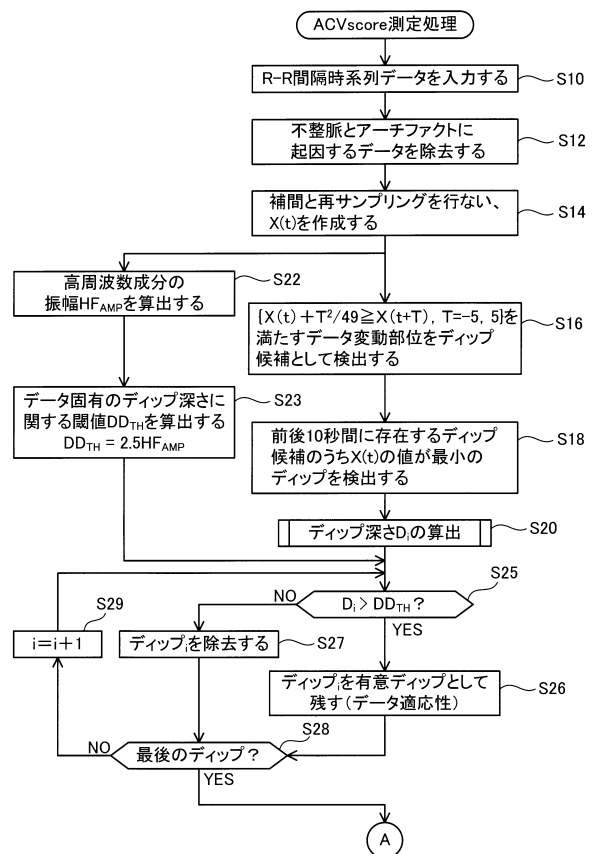 ACVscore測定処理
R-R間隔時系列データを入力する
S10
不整脈とアーチファクトに
起因するデータを除去する
S12
補間と再サンプリングを行ない、
X(t)を作成する
S14
高周波数成分の
振幅HFAMPを算出する
S22
{X(t)+T²/49≧X(t+T), T=-5, 5}を
満たすデータ変動部位をディップ
候補として検出する
S16
データ固有のディップ深さに
関する閾値DDTHを算出する
DDTH = 2.5HFAMP
S23
前後10秒間に存在するディップ
候補のうちX(t)の値が最小の
ディップを検出する
S18
ディップ深さDiの算出
S20
Di > DDTH?
S25
NO
YES
S29
i=i+1
ディップiを除去する
S27
ディップiを有意ディップとして
残す(データ適応性)
S26
最後のディップ?
S28
NO
YES
A